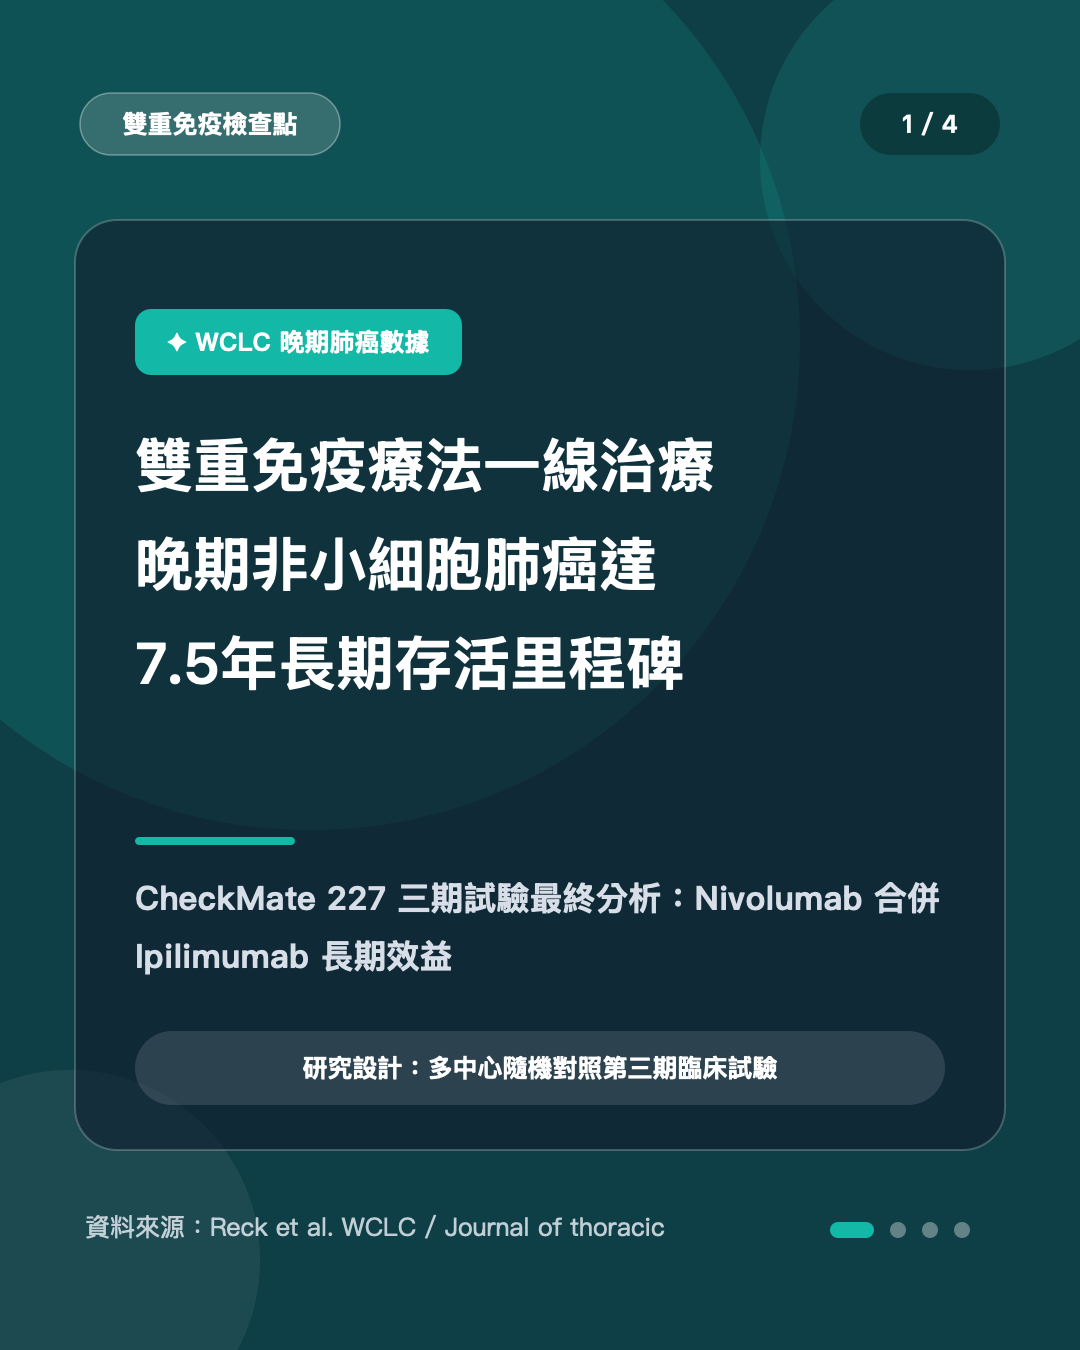 雙重免疫檢查點
1 / 4
✦ WCLC 晚期肺癌數據
雙重免疫療法一線治療
晚期非小細胞肺癌達
7.5年長期存活里程碑
CheckMate 227 三期試驗最終分析：Nivolumab 合併
Ipilimumab 長期效益
研究設計：多中心隨機對照第三期臨床試驗
資料來源：Reck et al. WCLC / Journal of thoracic